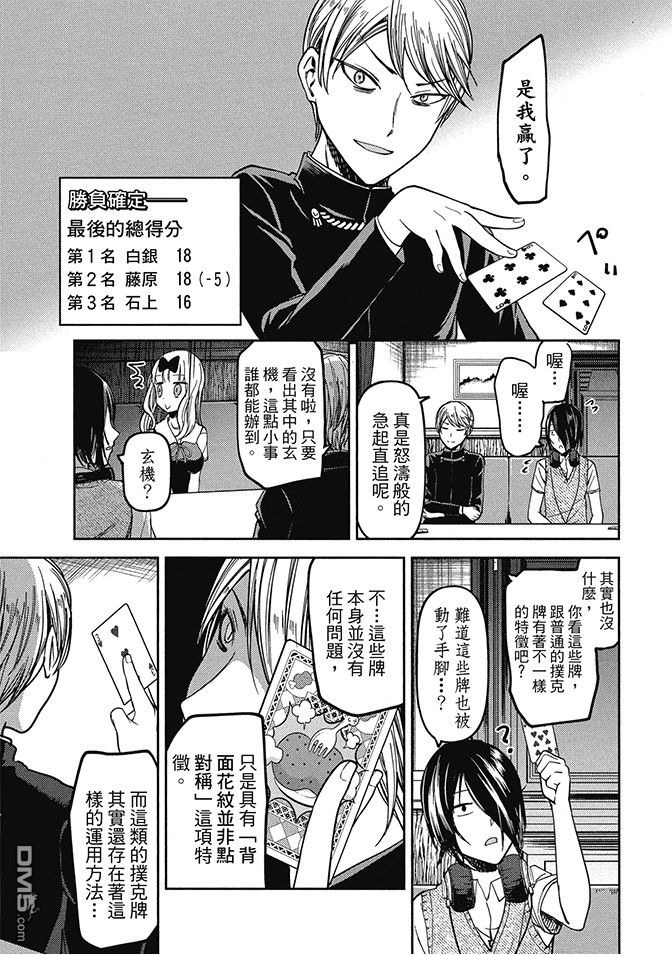 是我贏了。
勝負確定——
最後的總得分
第1名 白銀 18
第2名 藤原 18(-5)
第3名 石上 16
ペ
喔…
喔……
真是怒濤般的
急起直追呢。
沒有啦,只要
看出其中的玄
機,這點小事
誰都能辦到。
玄機?
其實也沒
什麼,
你看這些牌,
跟普通的撲克
牌有著不一樣
的特徵吧?
難道這些牌也被
動了手腳…?
?
不…這些牌
本身並沒有
任何問題,
只是具有「背
面花紋並非點
對稱」這項特
徵。
而這類的撲克牌
其實還存在著這
樣的運用方法…
DM5